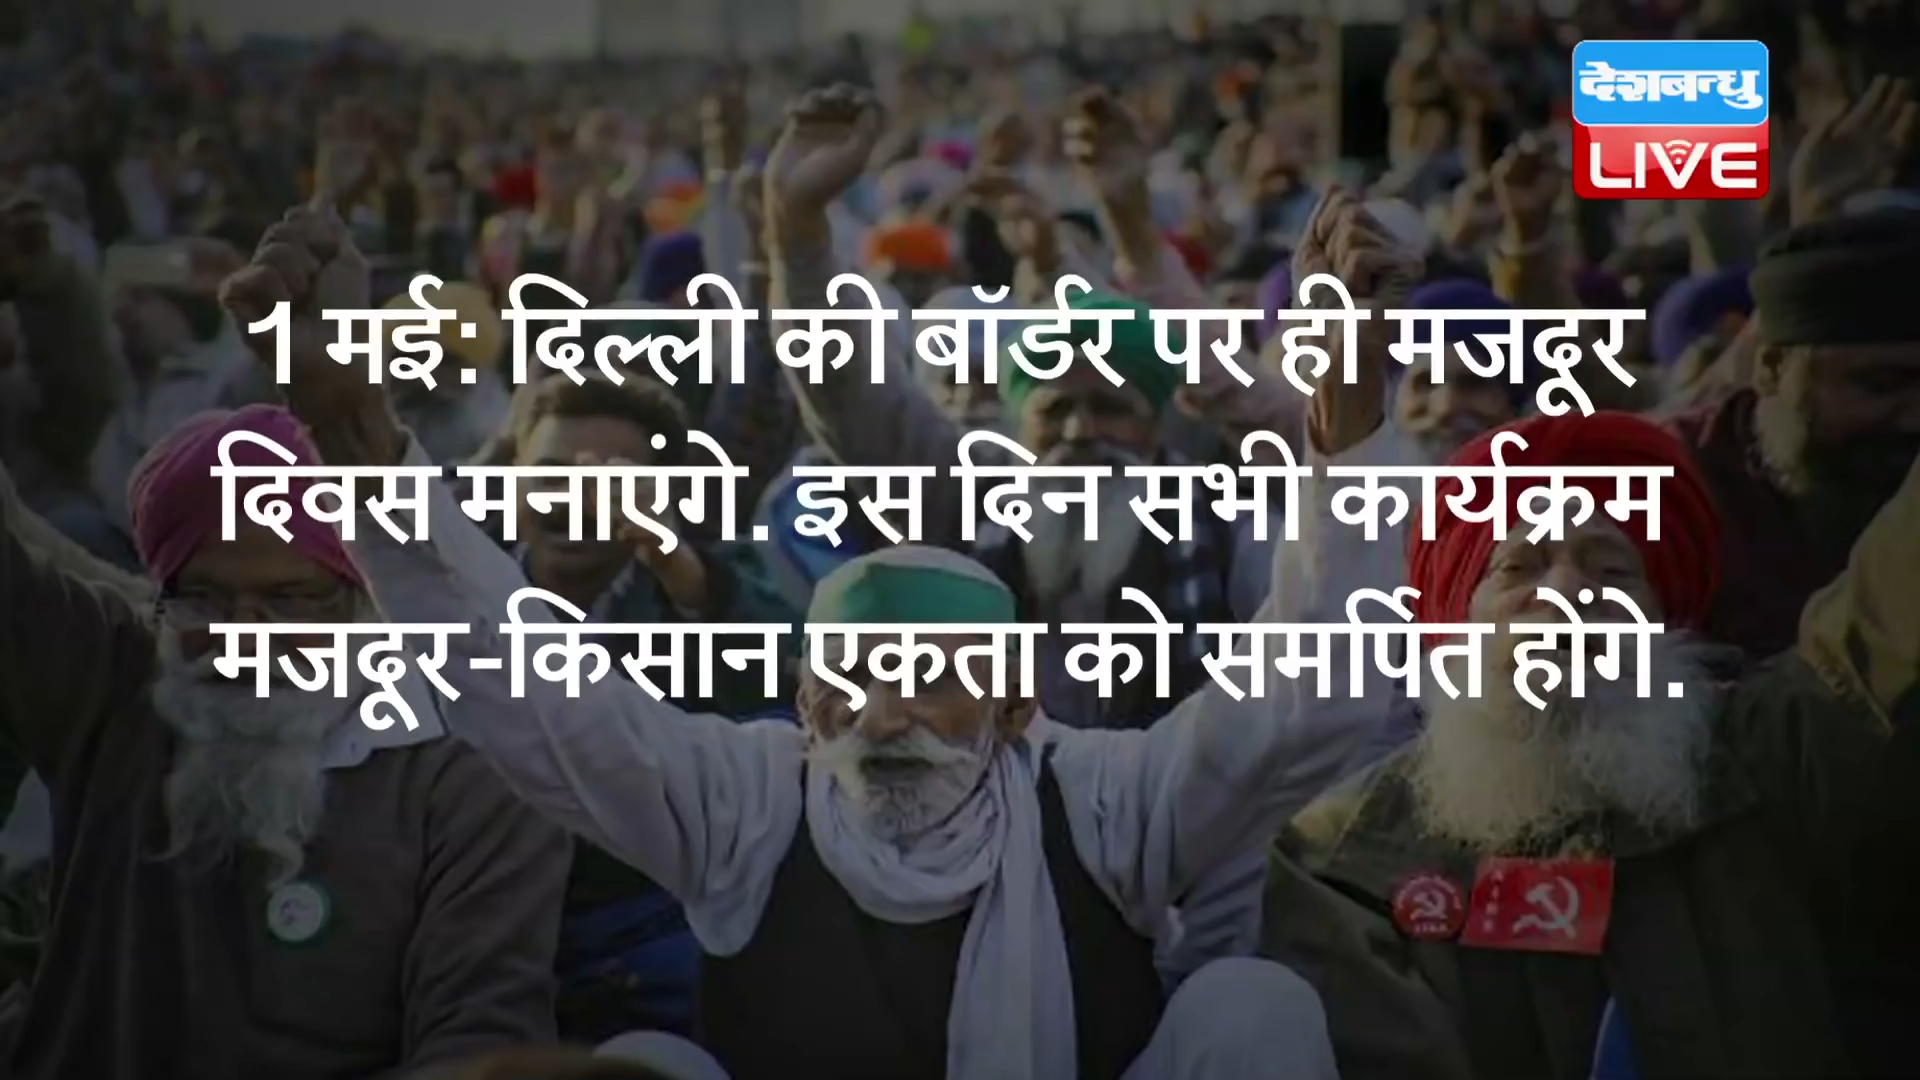 देशबन्धु
LIVE
1 मई: दिल्ली की बॉर्डर पर ही मजदूर
दिवस मनाएंगे. इस दिन सभी कार्यक्रम
मजदूर-किसान एकता को समर्पित होंगे.